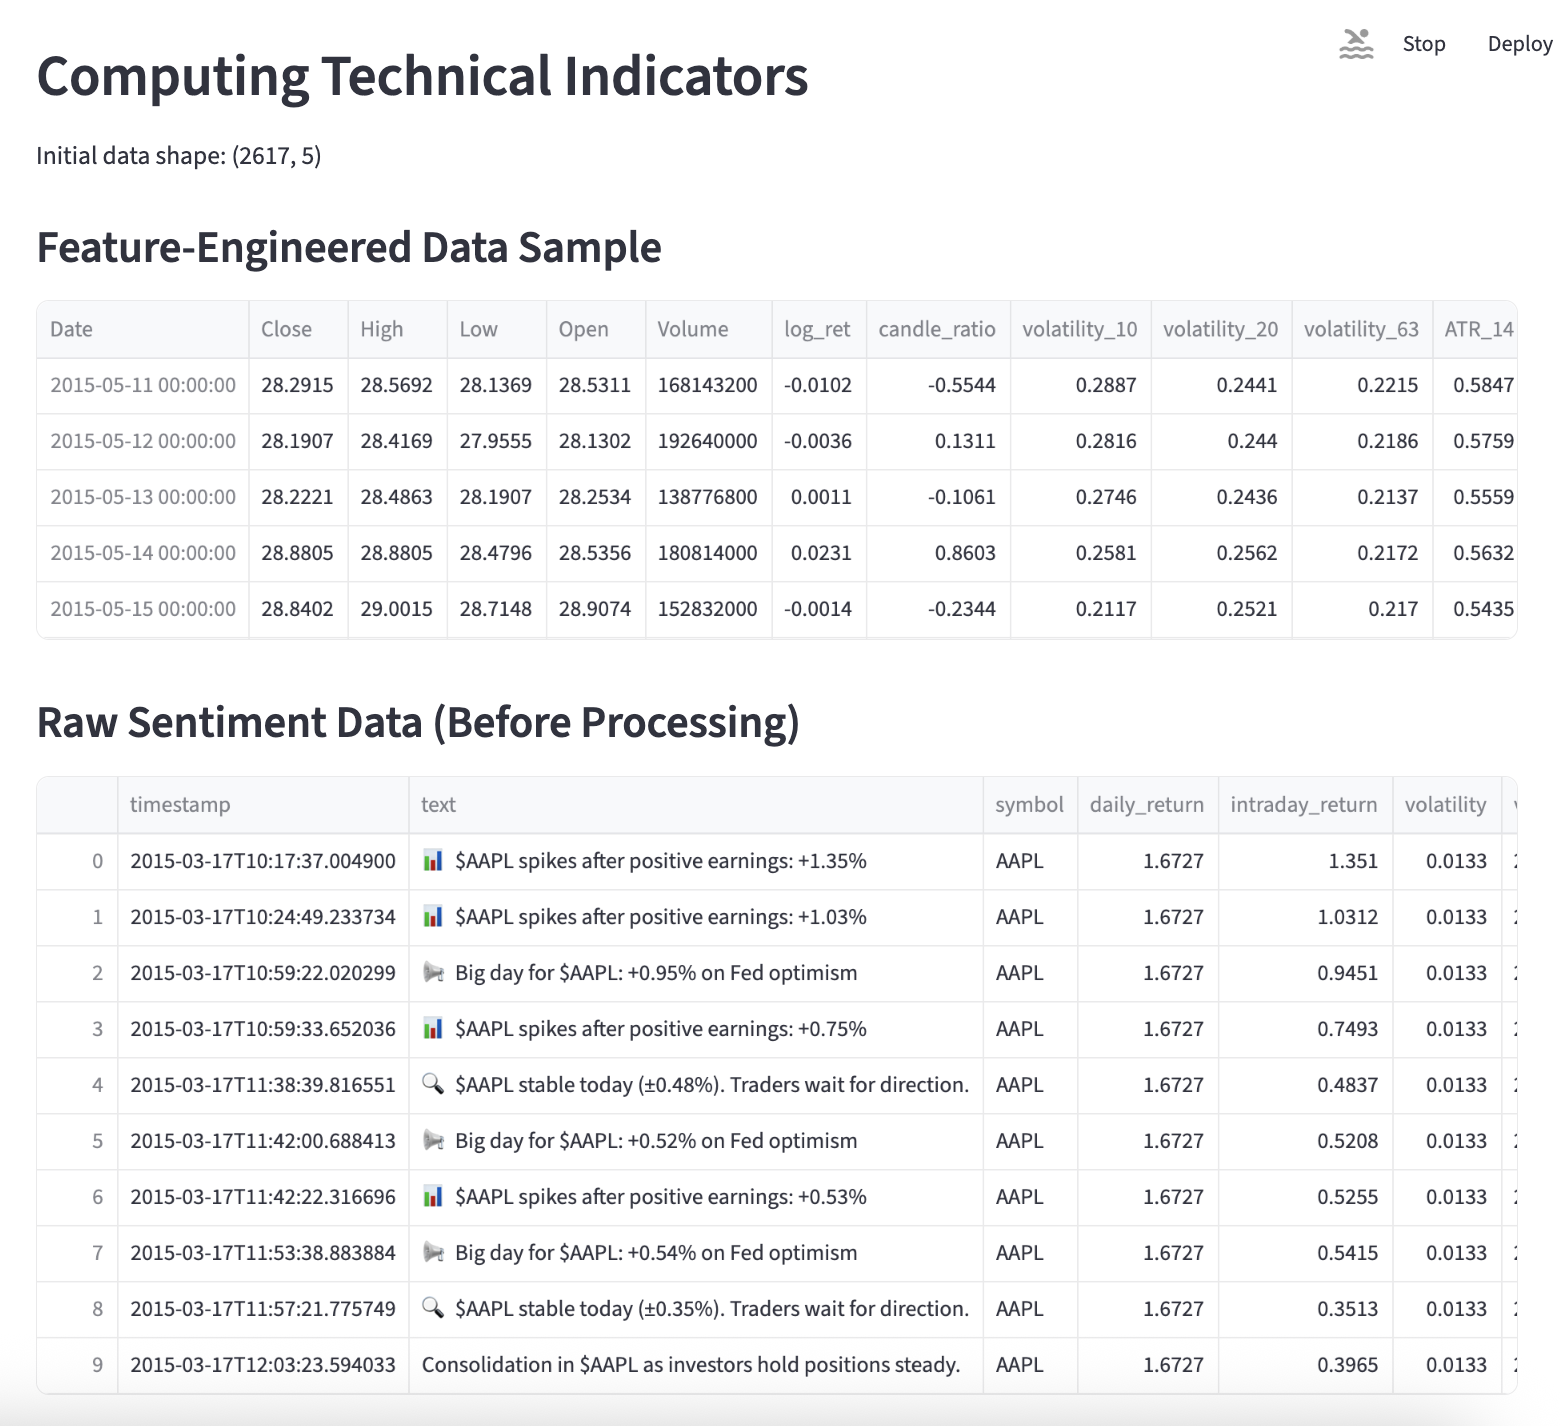 Stop Deploy
Computing Technical Indicators
Initial data shape: (2617, 5)
Feature-Engineered Data Sample
Date Close High Low Open Volume log_ret candle_ratio volatility_10 volatility_20 volatility_63 ATR_14
2015-05-11 00:00:00 28.2915 28.5692 28.1369 28.5311 168143200 -0.0102 -0.5544 0.2887 0.2441 0.2215 0.5847
2015-05-12 00:00:00 28.1907 28.4169 27.9555 28.1302 192640000 -0.0036 0.1311 0.2816 0.244 0.2186 0.5759
2015-05-13 00:00:00 28.2221 28.4863 28.1907 28.2534 138776800 0.0011 -0.1061 0.2746 0.2436 0.2137 0.5559
2015-05-14 00:00:00 28.8805 28.8805 28.4796 28.5356 180814000 0.0231 0.8603 0.2581 0.2562 0.2172 0.5632
2015-05-15 00:00:00 28.8402 29.0015 28.7148 28.9074 152832000 -0.0014 -0.2344 0.2117 0.2521 0.217 0.5435
Raw Sentiment Data (Before Processing)
timestamp text symbol daily_return intraday_return volatility
0 2015-03-17T10:17:37.004900 📊 $AAPL spikes after positive earnings: +1.35% AAPL 1.6727 1.351 0.0133
1 2015-03-17T10:24:49.233734 📊 $AAPL spikes after positive earnings: +1.03% AAPL 1.6727 1.0312 0.0133
2 2015-03-17T10:59:22.020299 📢 Big day for $AAPL: +0.95% on Fed optimism AAPL 1.6727 0.9451 0.0133
3 2015-03-17T10:59:33.652036 📊 $AAPL spikes after positive earnings: +0.75% AAPL 1.6727 0.7493 0.0133
4 2015-03-17T11:38:39.816551 🔍 $AAPL stable today (±0.48%). Traders wait for direction. AAPL 1.6727 0.4837 0.0133
5 2015-03-17T11:42:00.688413 📢 Big day for $AAPL: +0.52% on Fed optimism AAPL 1.6727 0.5208 0.0133
6 2015-03-17T11:42:22.316696 📊 $AAPL spikes after positive earnings: +0.53% AAPL 1.6727 0.5255 0.0133
7 2015-03-17T11:53:38.883884 📢 Big day for $AAPL: +0.54% on Fed optimism AAPL 1.6727 0.5415 0.0133
8 2015-03-17T11:57:21.775749 🔍 $AAPL stable today (±0.35%). Traders wait for direction. AAPL 1.6727 0.3513 0.0133
9 2015-03-17T12:03:23.594033 Consolidation in $AAPL as investors hold positions steady. AAPL 1.6727 0.3965 0.0133